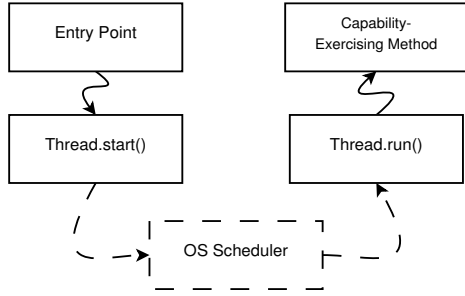 Entry Point
Capability-
Exercising Method
Thread.start()
Thread.run()
OS Scheduler